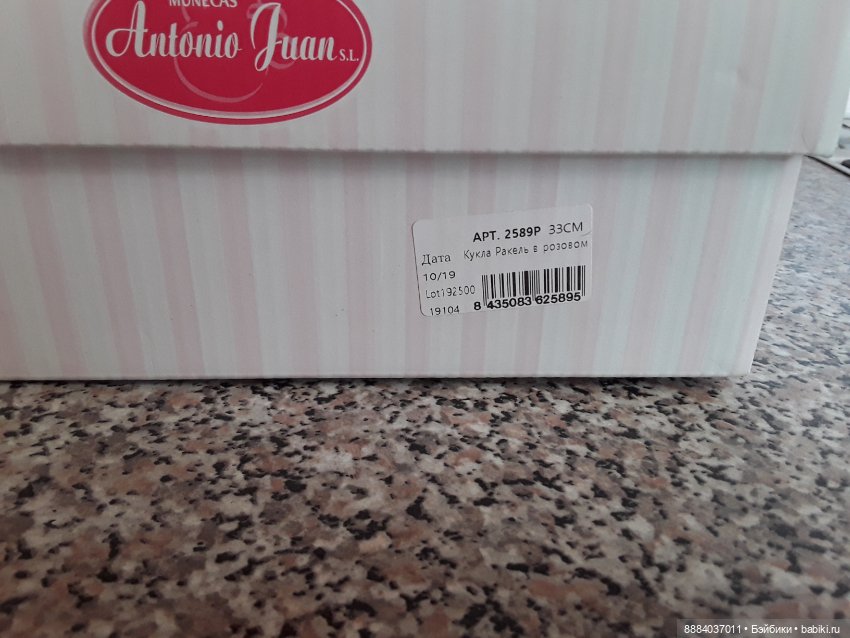 MUÑECAS
Antonio Juan S.L.
АРТ. 2589P 33CM
Дата Кукла Ракель в розовом
10/19
Lot192500
19104
8 435083 625895
8884037011 • Бэйбики • babiki.ru